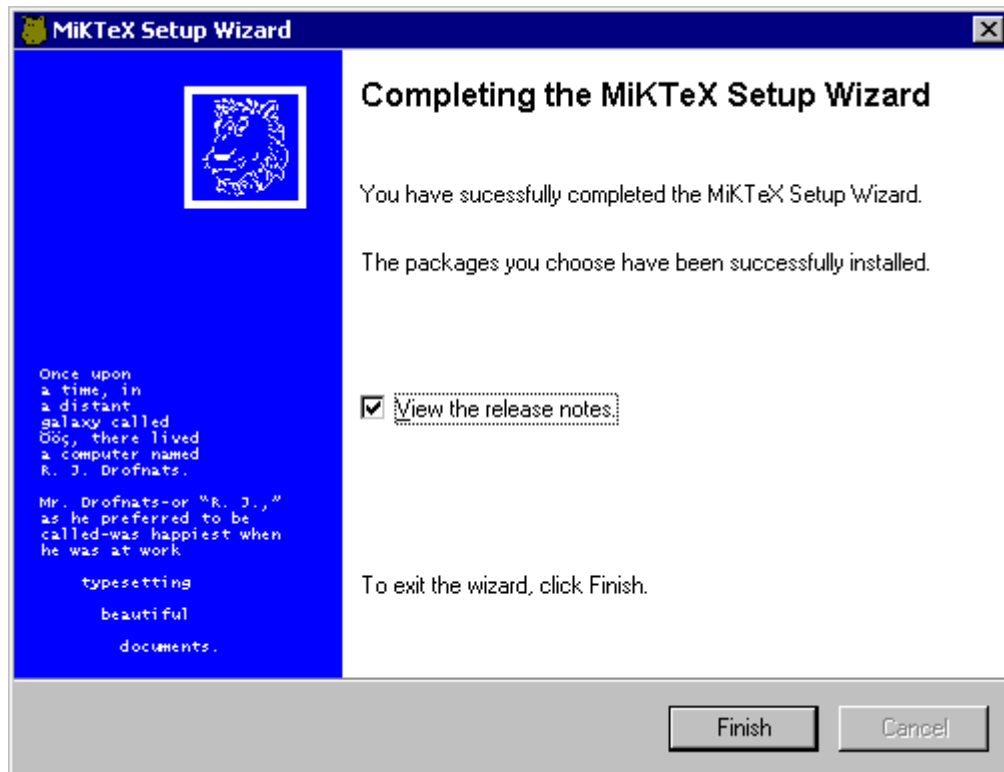 MiKTeX Setup Wizard
Completing the MiKTeX Setup Wizard
You have sucessfully completed the MiKTeX Setup Wizard.
The packages you choose have been successfully installed.
Once upon
a time, in
a distant
galaxy called
Ööç, there lived
a computer named
R. J. Drofnats.
Mr. Drofnats-or “R. J.,”
as he preferred to be
called-was happiest when
he was at work
typesetting
beautiful
documents.
View the release notes.
To exit the wizard, click Finish.
Finish
Cancel